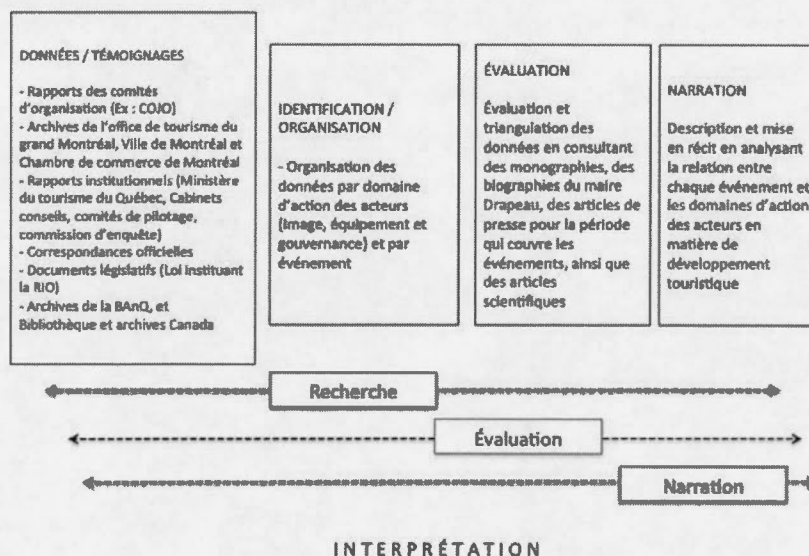 DONNÉES / TÉMOIGNAGES
- Rapports des comités
d'organisation (Ex : COJO)
- Archives de l'office de tourisme du
grand Montréal, Ville de Montréal et
Chambre de commerce de Montréal
- Rapports institutionnels (Ministère
du tourisme du Québec, Cabinets
conseils, comités de pilotage,
commission d'enquête)
- Correspondances officielles
- Documents législatifs (Loi instituant
la RIO)
- Archives de la BAnQ, et
Bibliothèque et archives Canada
IDENTIFICATION /
ORGANISATION
- Organisation des
données par domaine
d'action des acteurs
(image, équipement et
gouvernance) et par
événement
ÉVALUATION
Évaluation et
triangulation des
données en consultant
des monographies, des
biographies du maire
Drapeau, des articles de
presse pour la période
qui couvre les
événements, ainsi que
des articles
scientifiques
NARRATION
Description et mise
en récit en analysant
la relation entre
chaque événement et
les domaines d'action
des acteurs en
matière de
développement
touristique
Recherche
Évaluation
Narration
INTERPRÉTATION